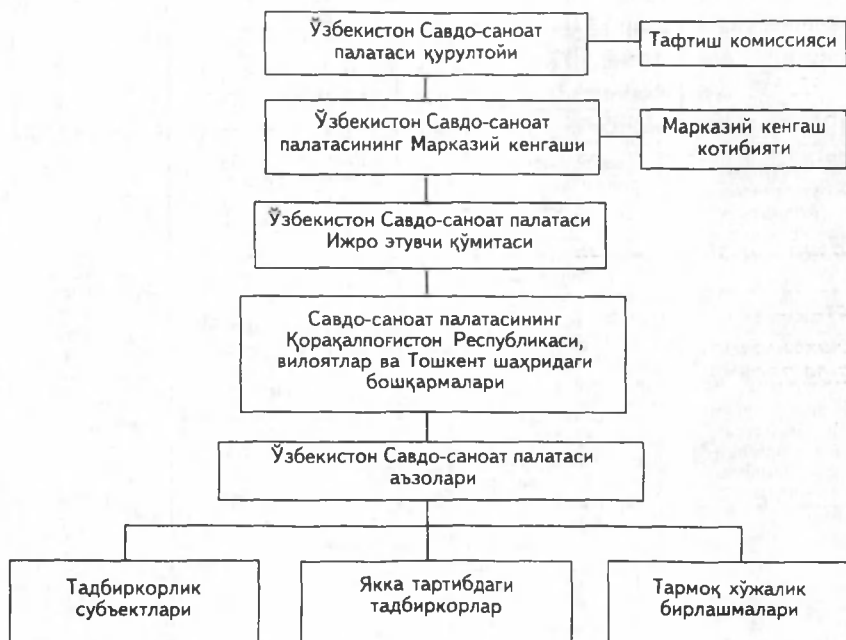 Ўзбекистон Савдо-саноат
палатаси қурултойи
Тафтиш комиссияси
Ўзбекистон Савдо-саноат
палатасининг Марказий кенгаши
Марказий кенгаш
котибияти
Ўзбекистон Савдо-саноат палатаси
Ижро этувчи қўмитаси
Савдо-саноат палатасининг
Қорақалпоғистон Республикаси,
вилоятлар ва Тошкент шаҳридаги
бошқармалари
Ўзбекистон Савдо-саноат палатаси
аъзолари
Тадбиркорлик
субъектлари
Якка тартибдаги
тадбиркорлар
Тармоқ хўжалик
бирлашмалари